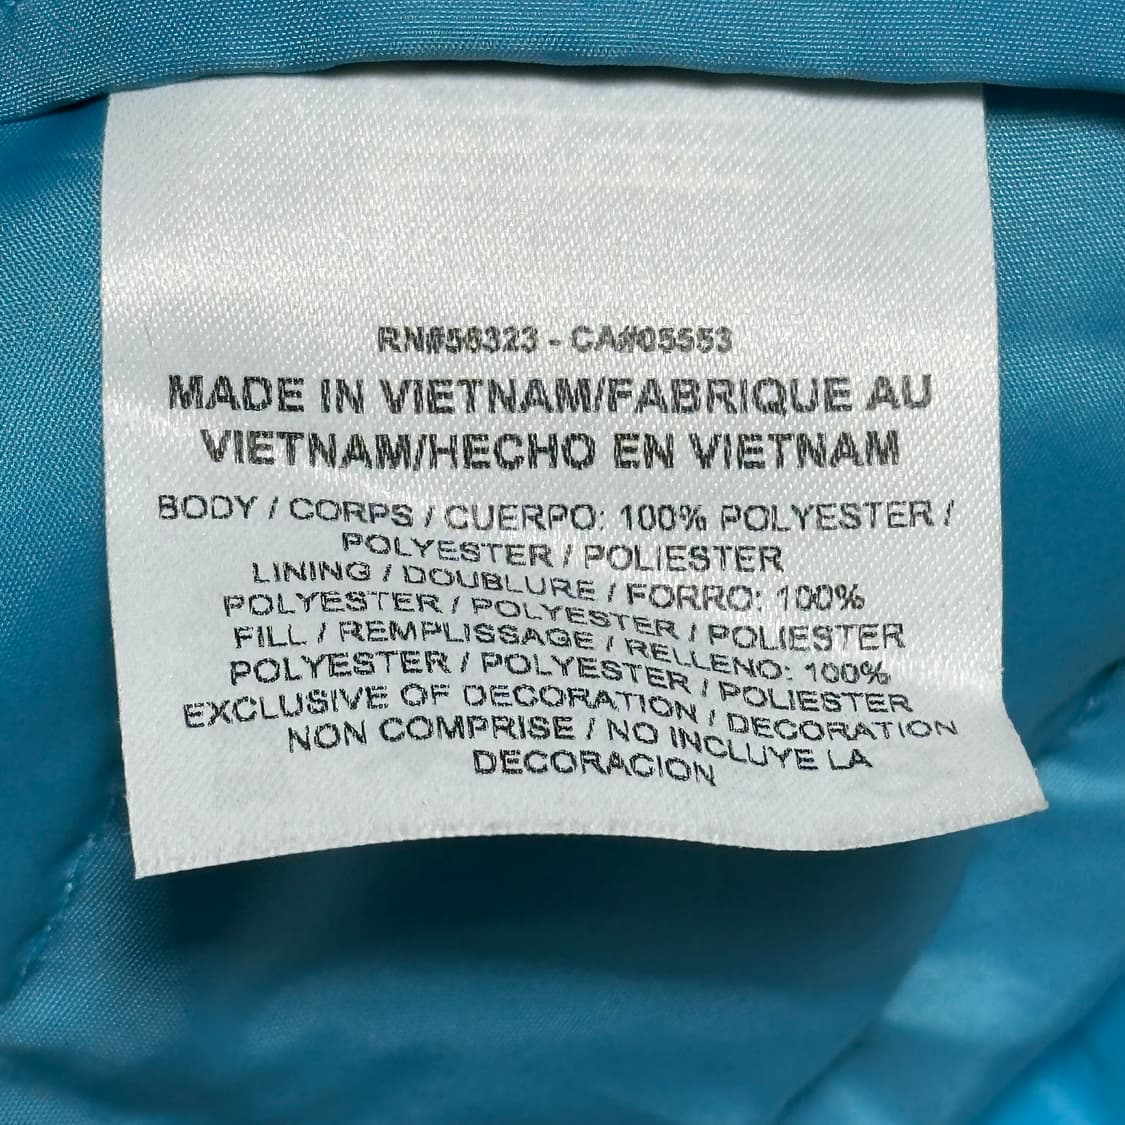 RN#56323 - CA#05553
MADE IN VIETNAM/FABRIQUE AU
VIETNAM/HECHO EN VIETNAM
BODY / CORPS / CUERPO: 100% POLYESTER /
POLYESTER / POLIESTER
LINING / DOUBLURE / FORRO: 100%
POLYESTER / POLYESTER / POLIESTER
FILL / REMPLISSAGE / RELLENO: 100%
POLYESTER / POLYESTER / POLIESTER
EXCLUSIVE OF DECORATION / DECORATION
NON COMPRISE / NO INCLUYE LA
DECORACION